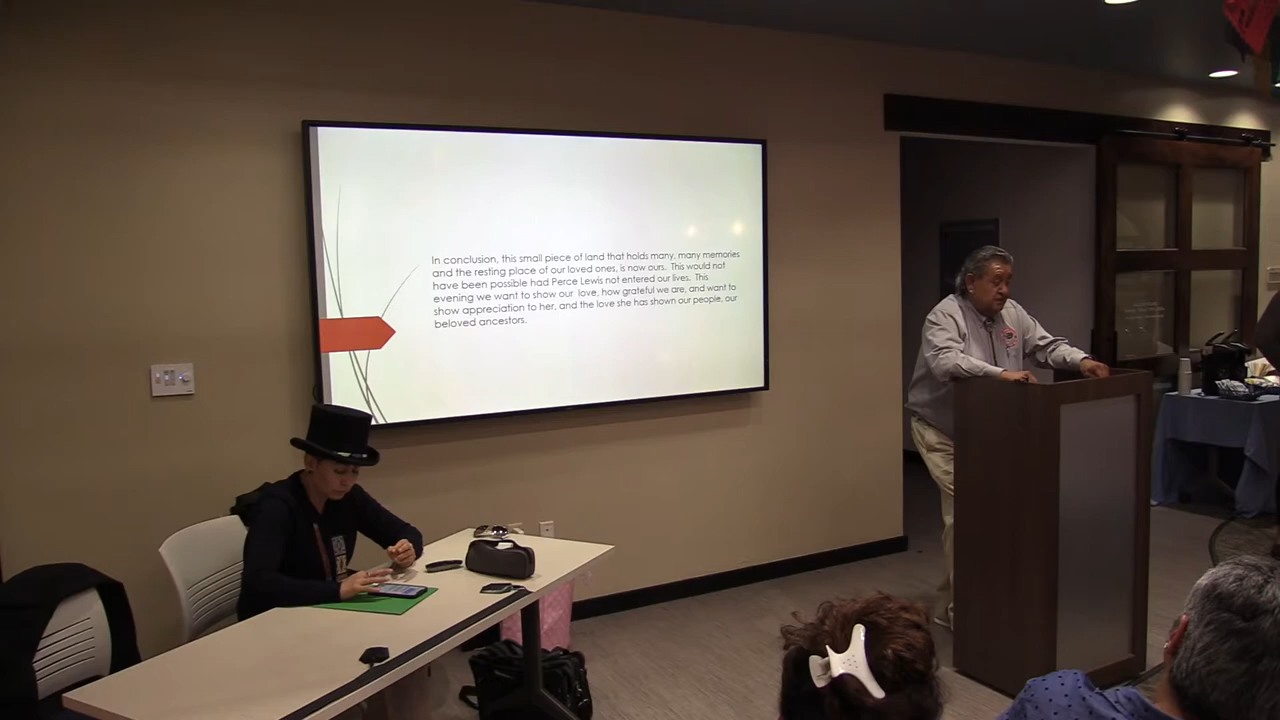 In conclusion, this small piece of land that holds many, many memories
and the resting place of our loved ones, is now ours. This would not
have been possible had Perce Lewis not entered our lives. This
evening we want to show our love, how grateful we are, and want to
show appreciation to her, and the love she has shown our people, our
beloved ancestors.